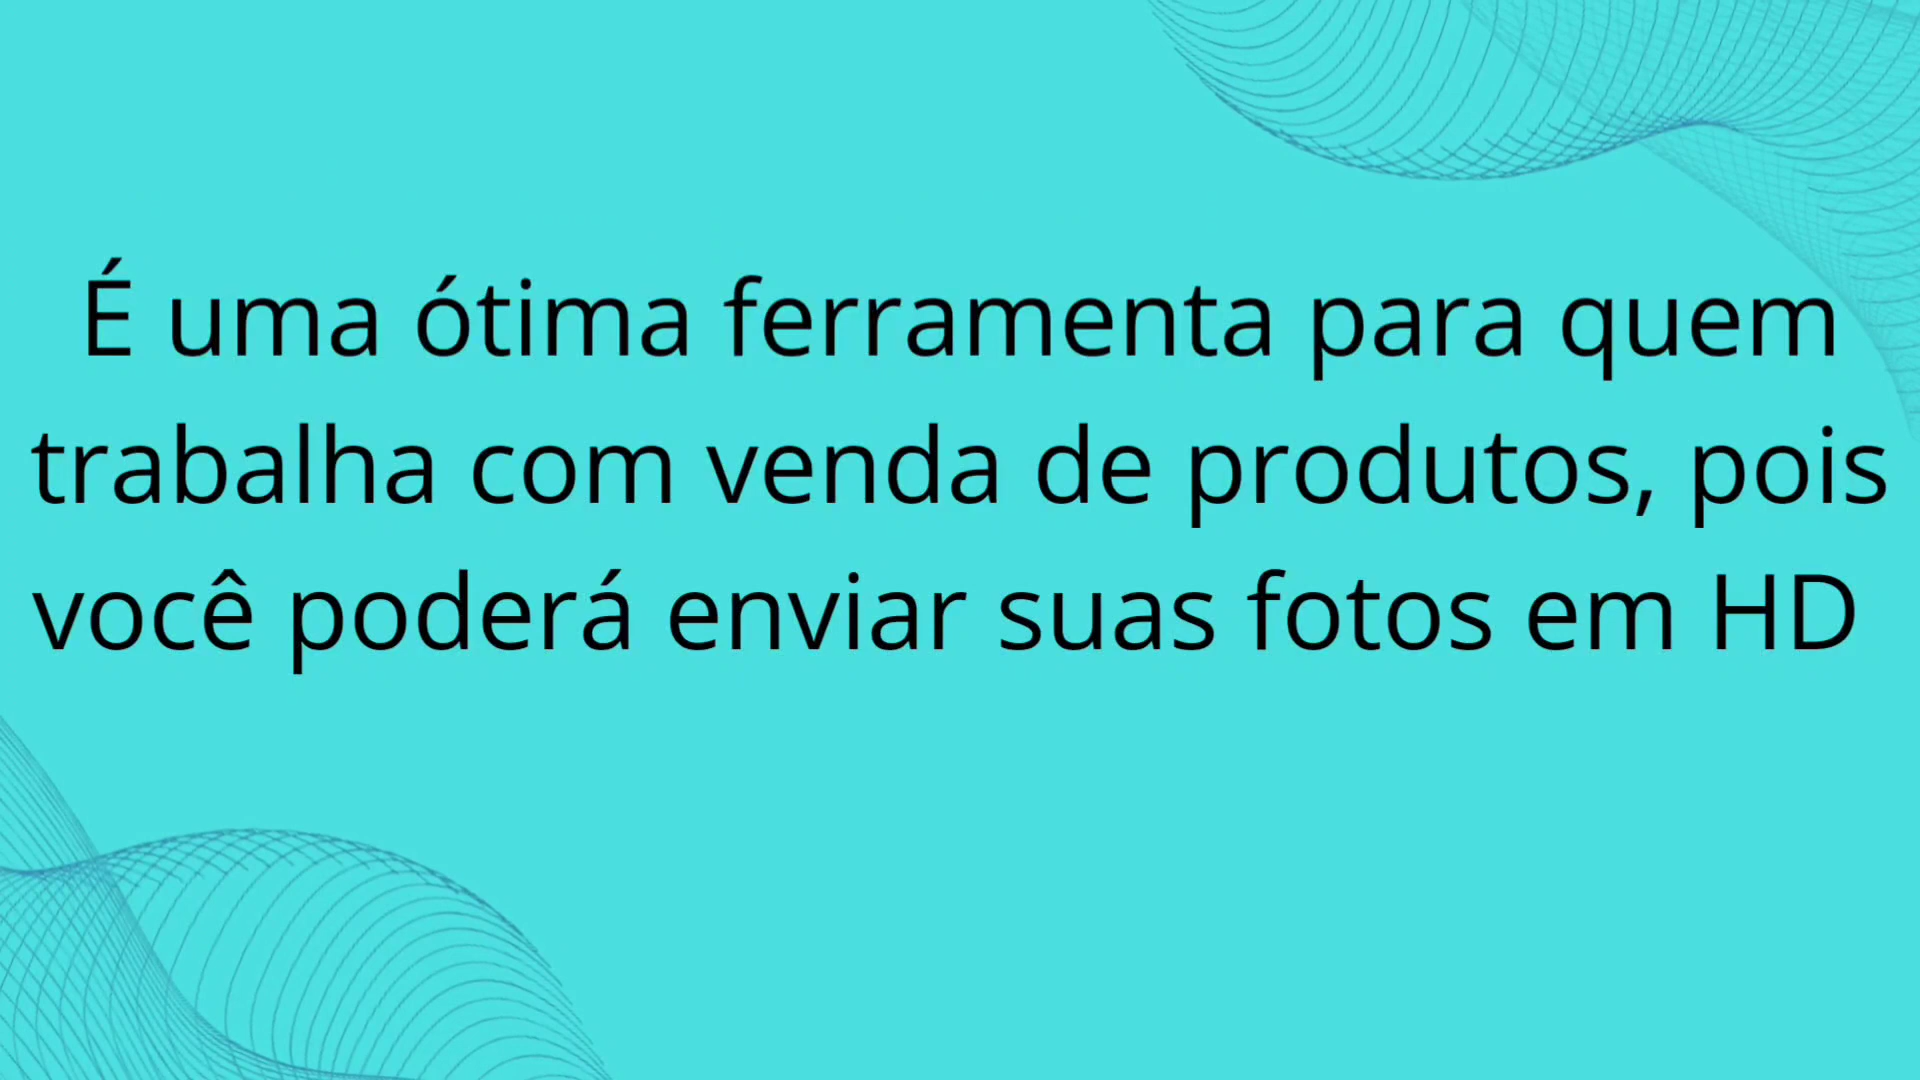 É uma ótima ferramenta para quem
trabalha com venda de produtos, pois
você poderá enviar suas fotos em HD